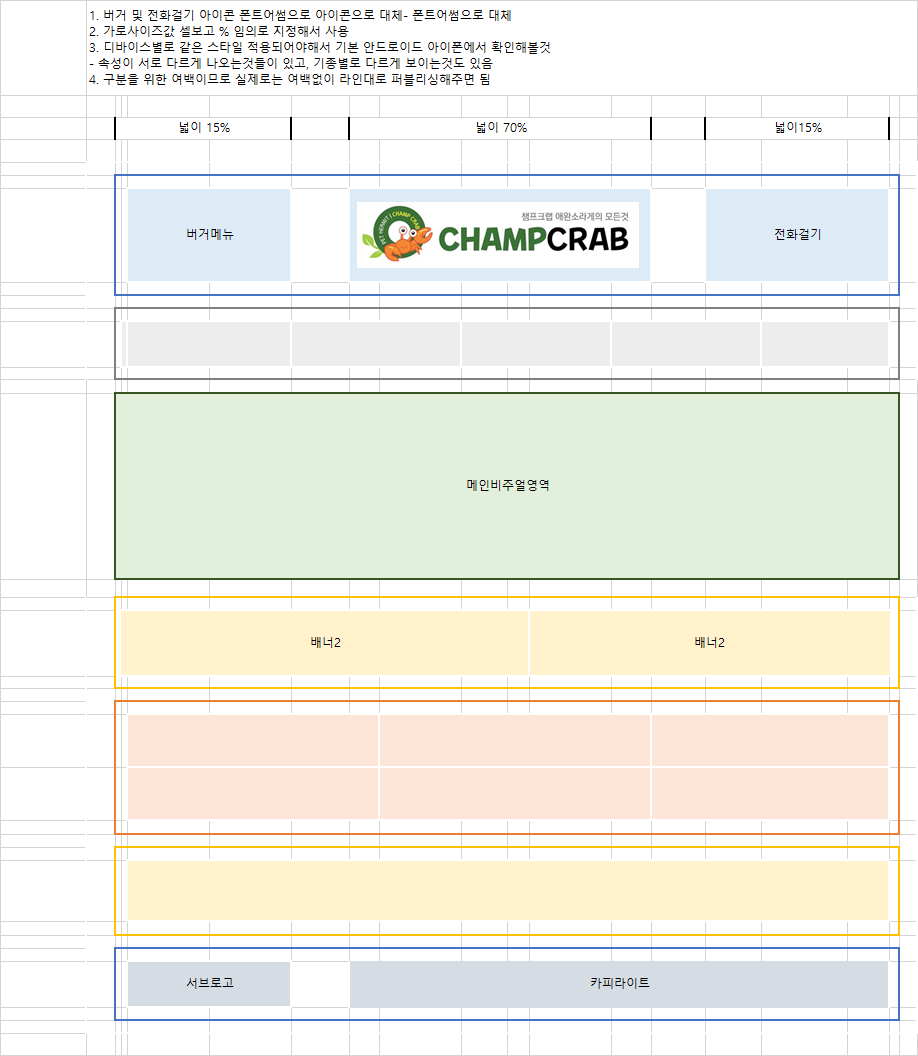 1. 버거 및 전화걸기 아이콘 폰트어썸으로 아이콘으로 대체- 폰트어썸으로 대체
2. 가로사이즈값 셀보고 % 임의로 지정해서 사용
3. 디바이스별로 같은 스타일 적용되어야해서 기본 안드로이드 아이폰에서 확인해볼것
- 속성이 서로 다르게 나오는것들이 있고, 기종별로 다르게 보이는것도 있음
4. 구분을 위한 여백이므로 실제로는 여백없이 라인대로 퍼블리싱해주면 됨
넓이 15%
넓이 70%
넓이15%
버거메뉴
PET HERMIT | CHAMP CRAB
챔프크랩 애완소라게의 모든것
CHAMPCRAB
전화걸기
메인비주얼영역
배너2
배너2
서브로고
카피라이트